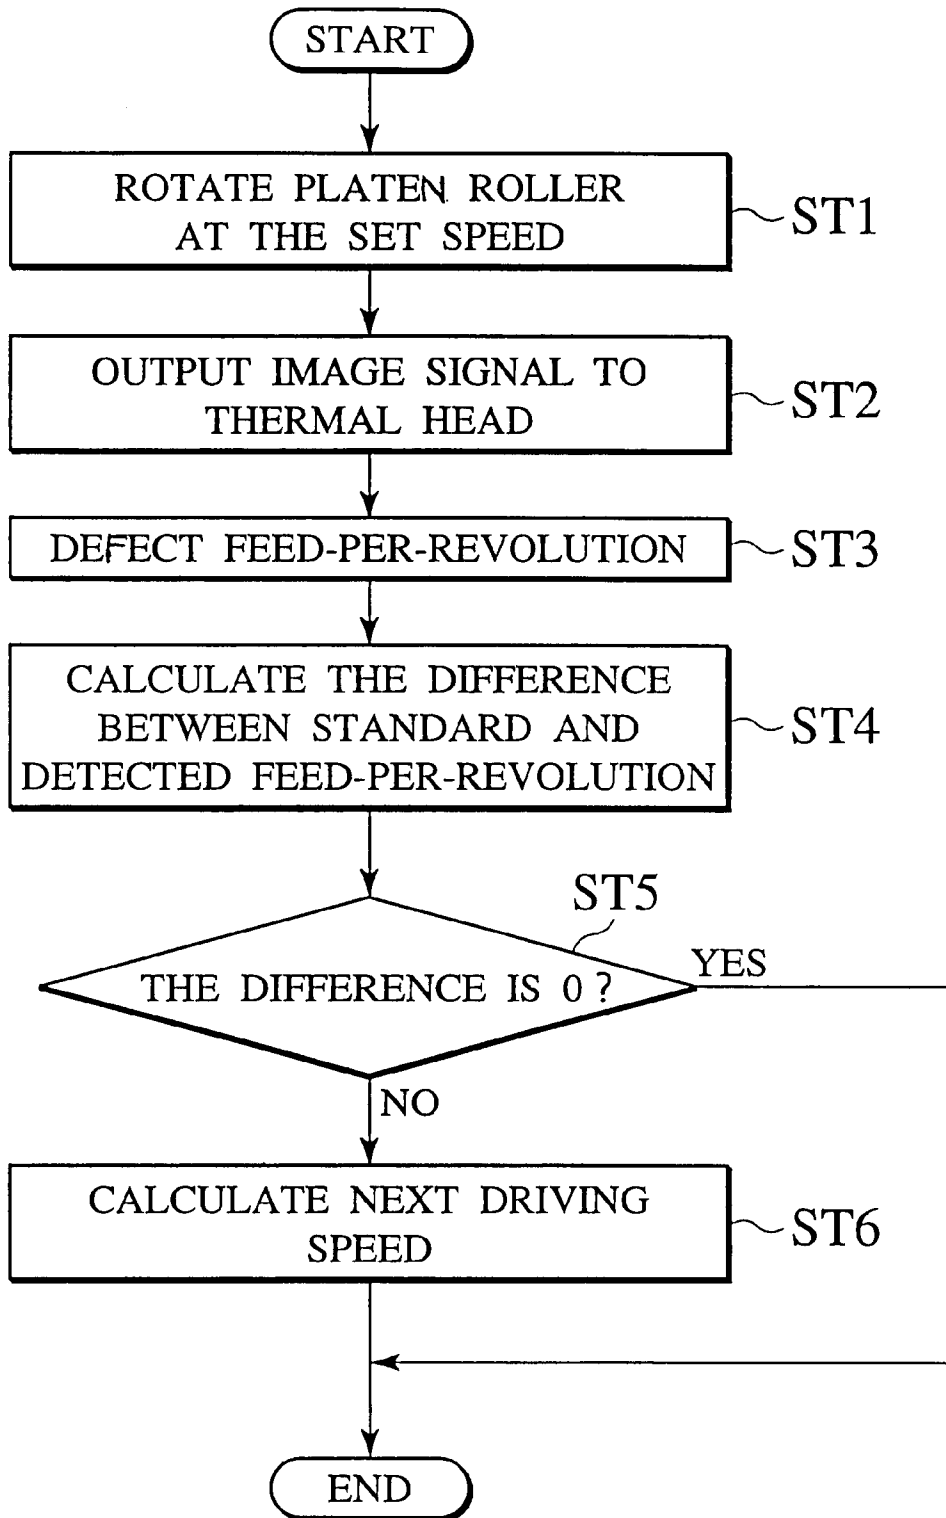 START
ROTATE PLATEN ROLLER
AT THE SET SPEED
ST1
OUTPUT IMAGE SIGNAL TO
THERMAL HEAD
ST2
DEFECT FEED-PER-REVOLUTION
ST3
CALCULATE THE DIFFERENCE
BETWEEN STANDARD AND
DETECTED FEED-PER-REVOLUTION
ST4
ST5
THE DIFFERENCE IS 0 ?
YES
NO
CALCULATE NEXT DRIVING
SPEED
ST6
END